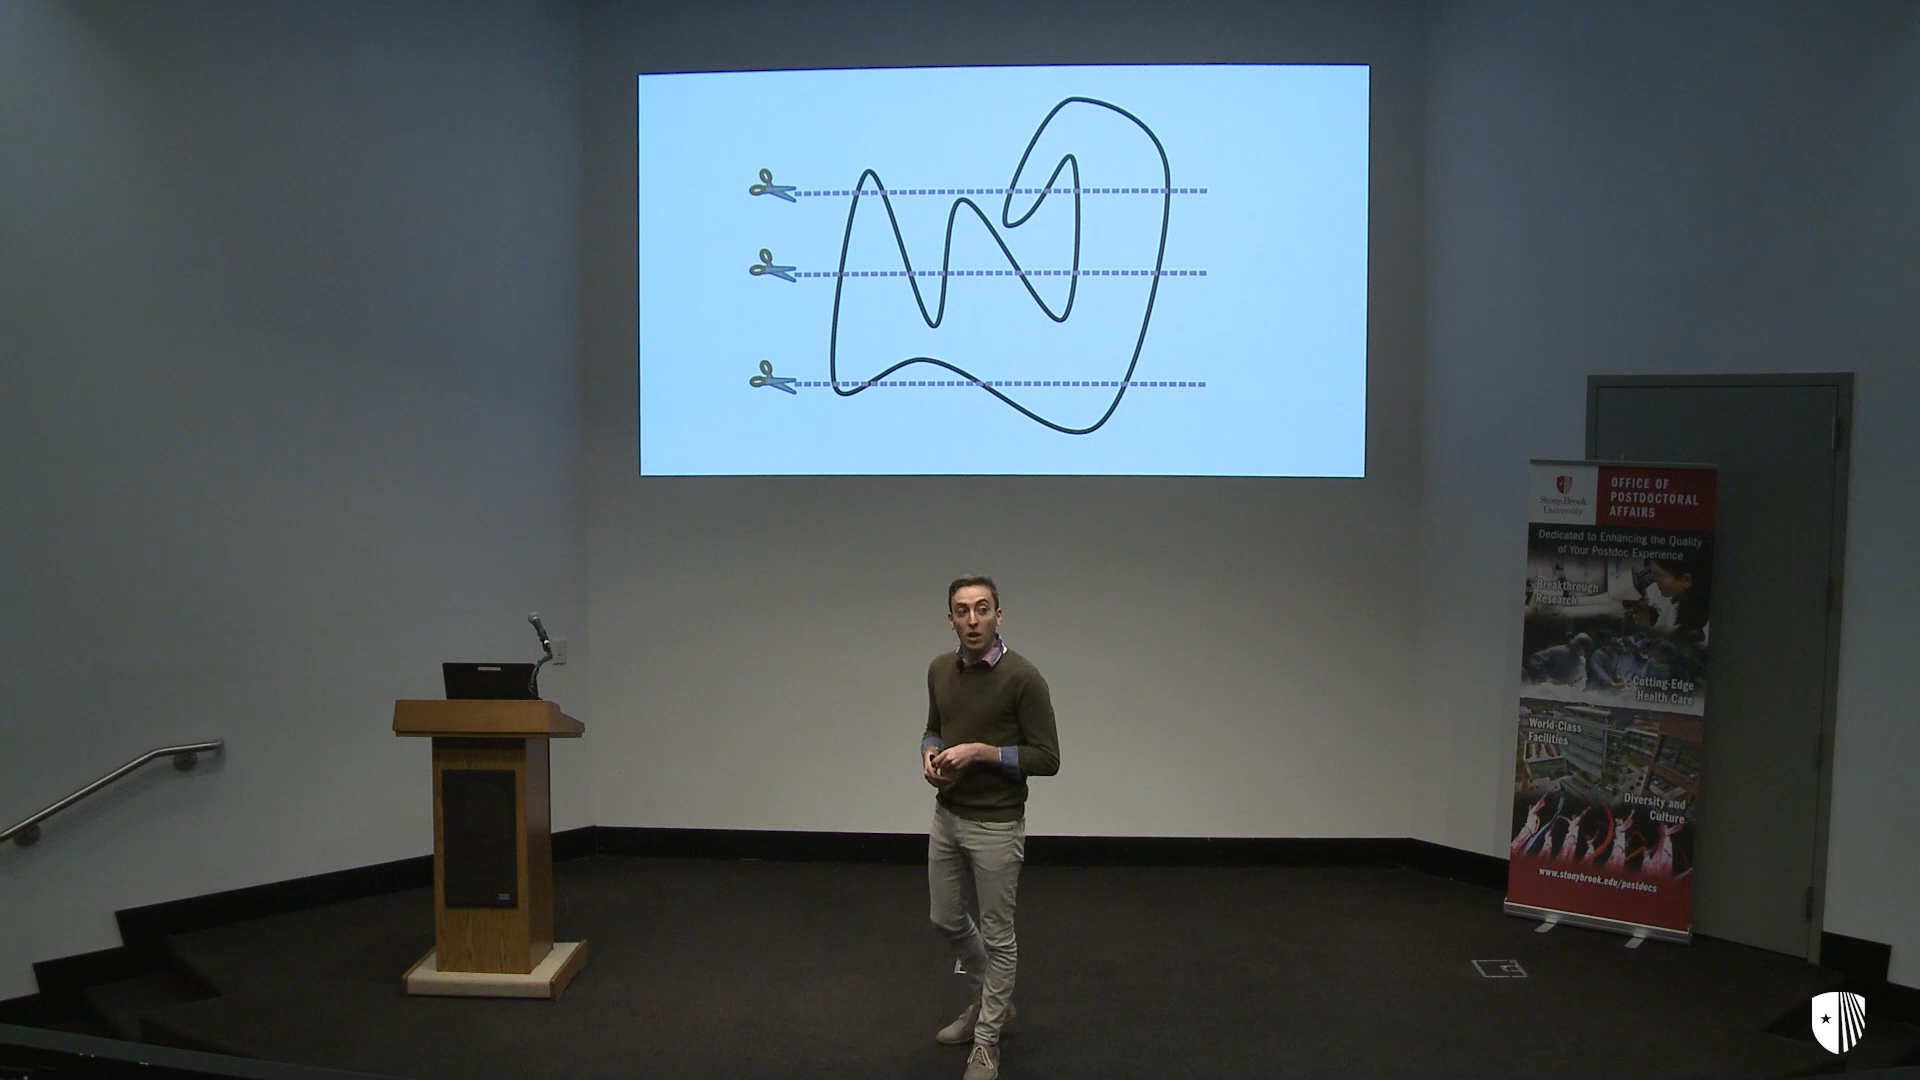 Stony Brook
University
OFFICE OF
POSTDOCTORAL
AFFAIRS
Dedicated to Enhancing the Quality
of Your Postdoc Experience
Breakthrough
Research
Cutting-Edge
Health Care
World-Class
Facilities
Diversity and
Culture
www.stonybrook.edu/postdocs